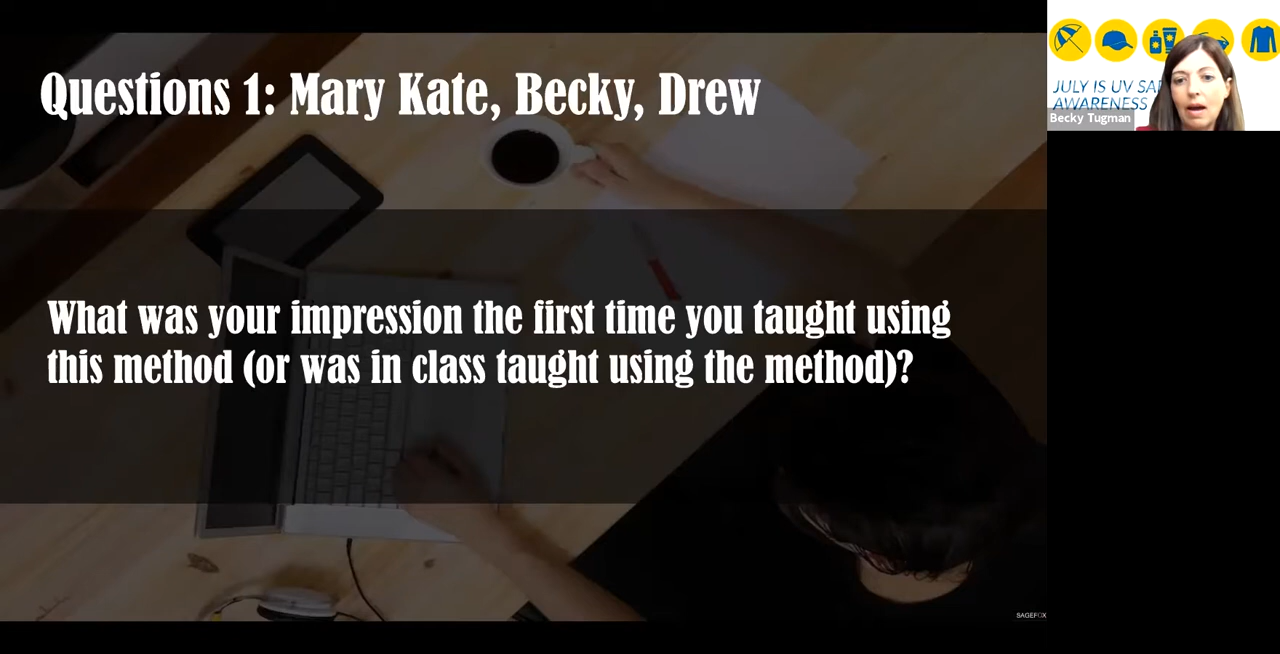 Questions 1: Mary Kate, Becky, Drew
What was your impression the first time you taught using
this method (or was in class taught using the method)?
SAGEFOX
JULY IS UV
AWARENESS
Becky Tugman